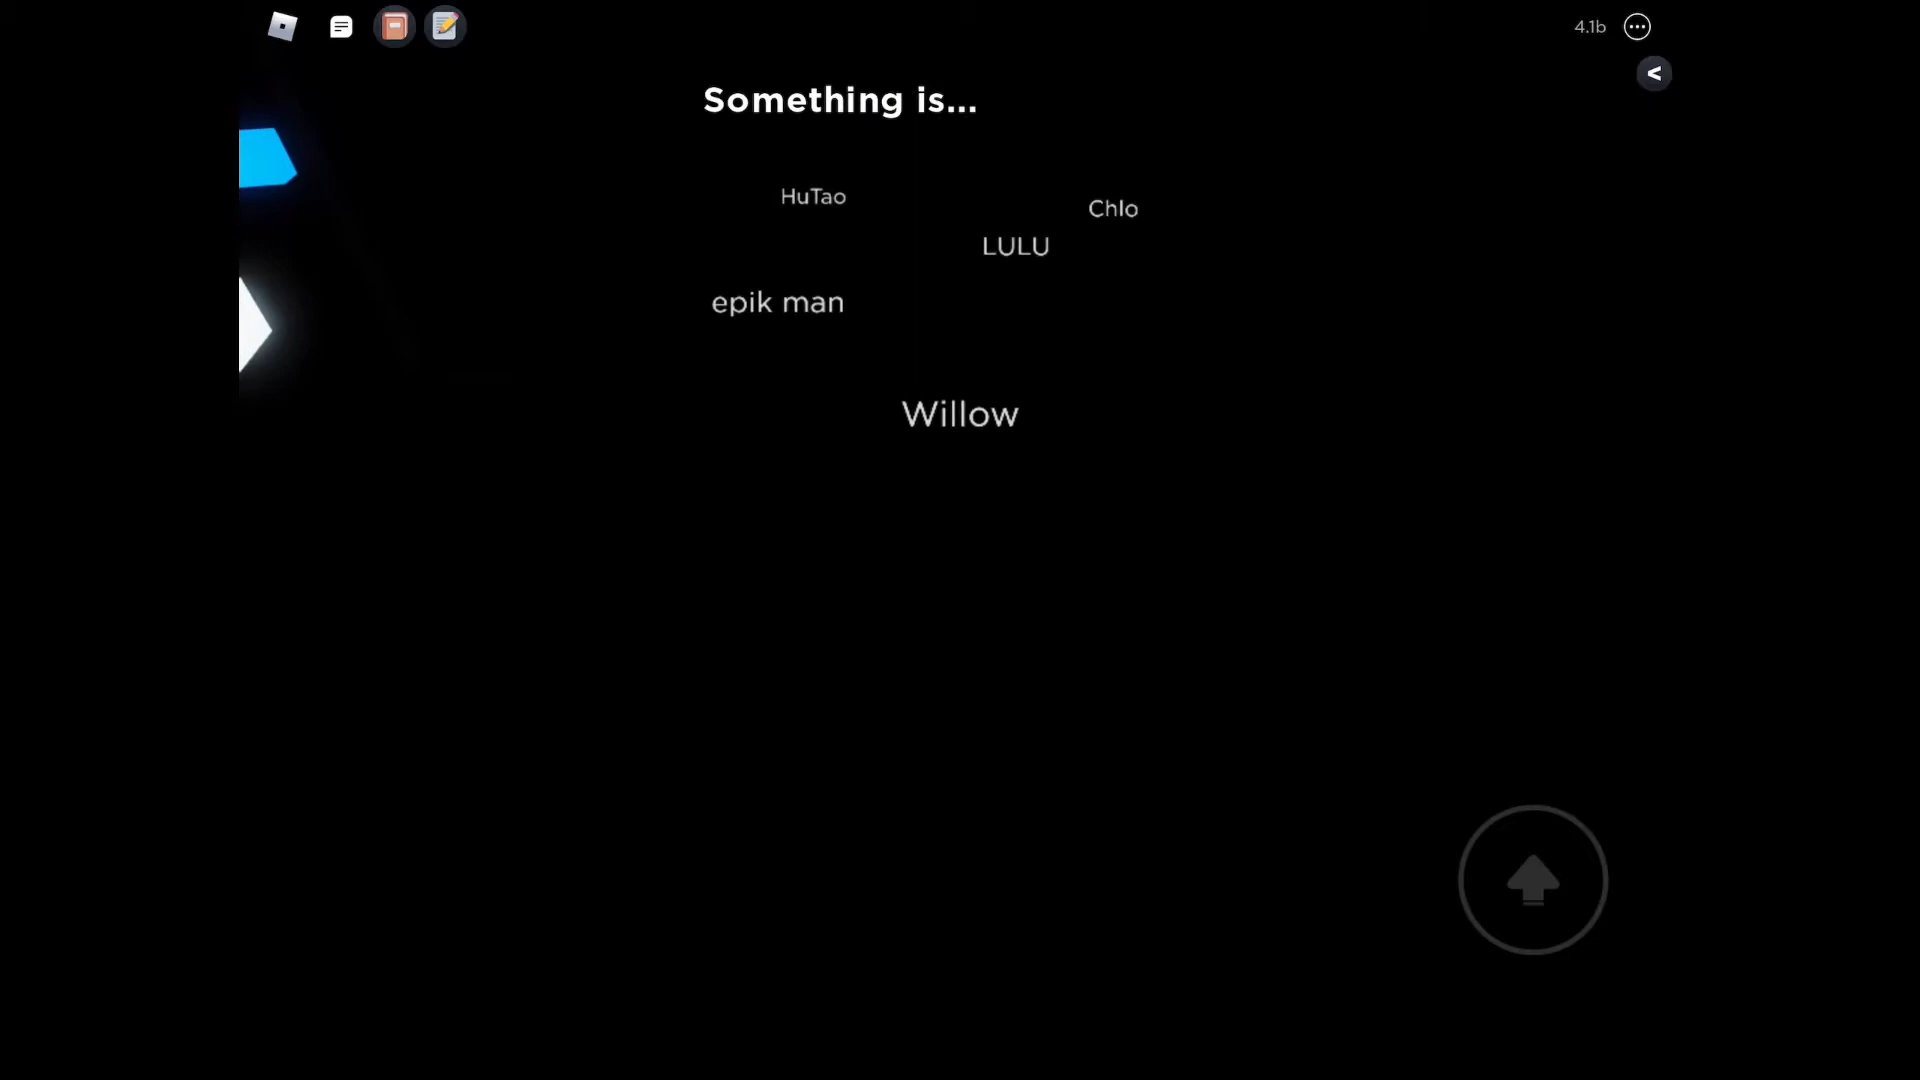 4.1b
<
Something is...
HuTao
Chlo
LULU
epik man
Willow